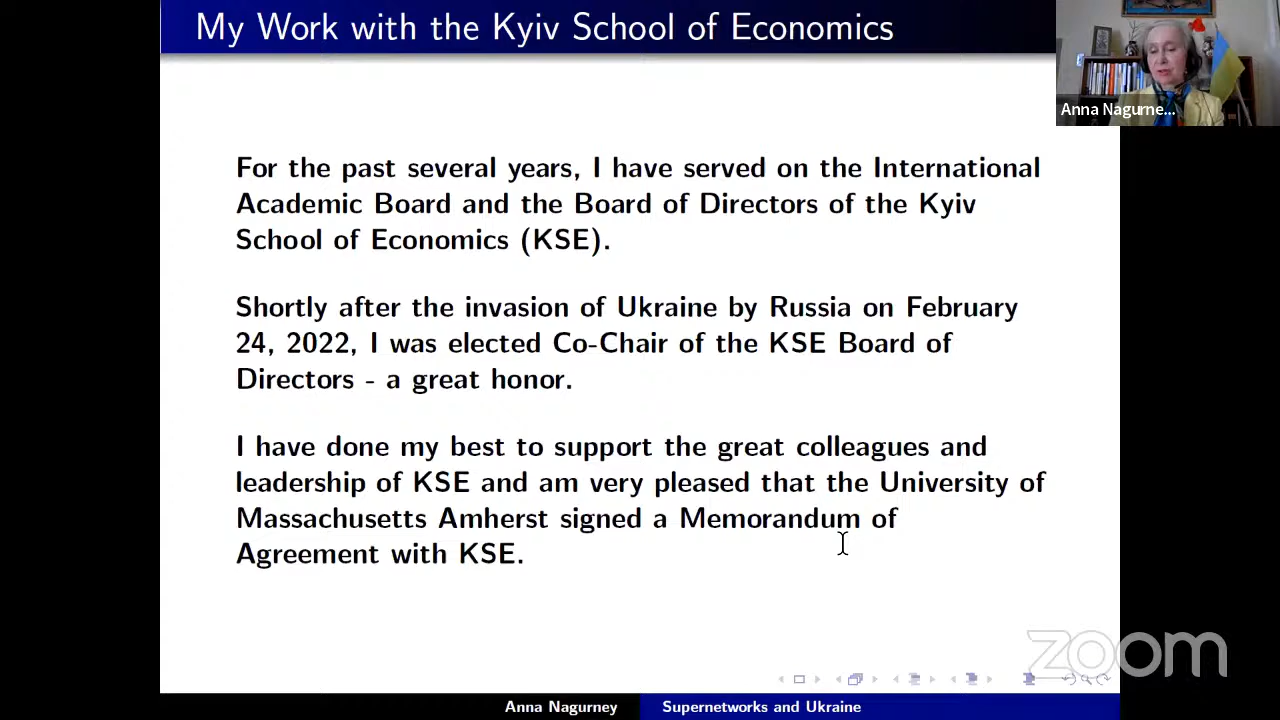 My Work with the Kyiv School of Economics
Anna Nagurne...
For the past several years, I have served on the International
Academic Board and the Board of Directors of the Kyiv
School of Economics (KSE).
Shortly after the invasion of Ukraine by Russia on February
24, 2022, I was elected Co-Chair of the KSE Board of
Directors - a great honor.
I have done my best to support the great colleagues and
leadership of KSE and am very pleased that the University of
Massachusetts Amherst signed a Memorandum of
Agreement with KSE.
zoom
Anna Nagurney
Supernetworks and Ukraine